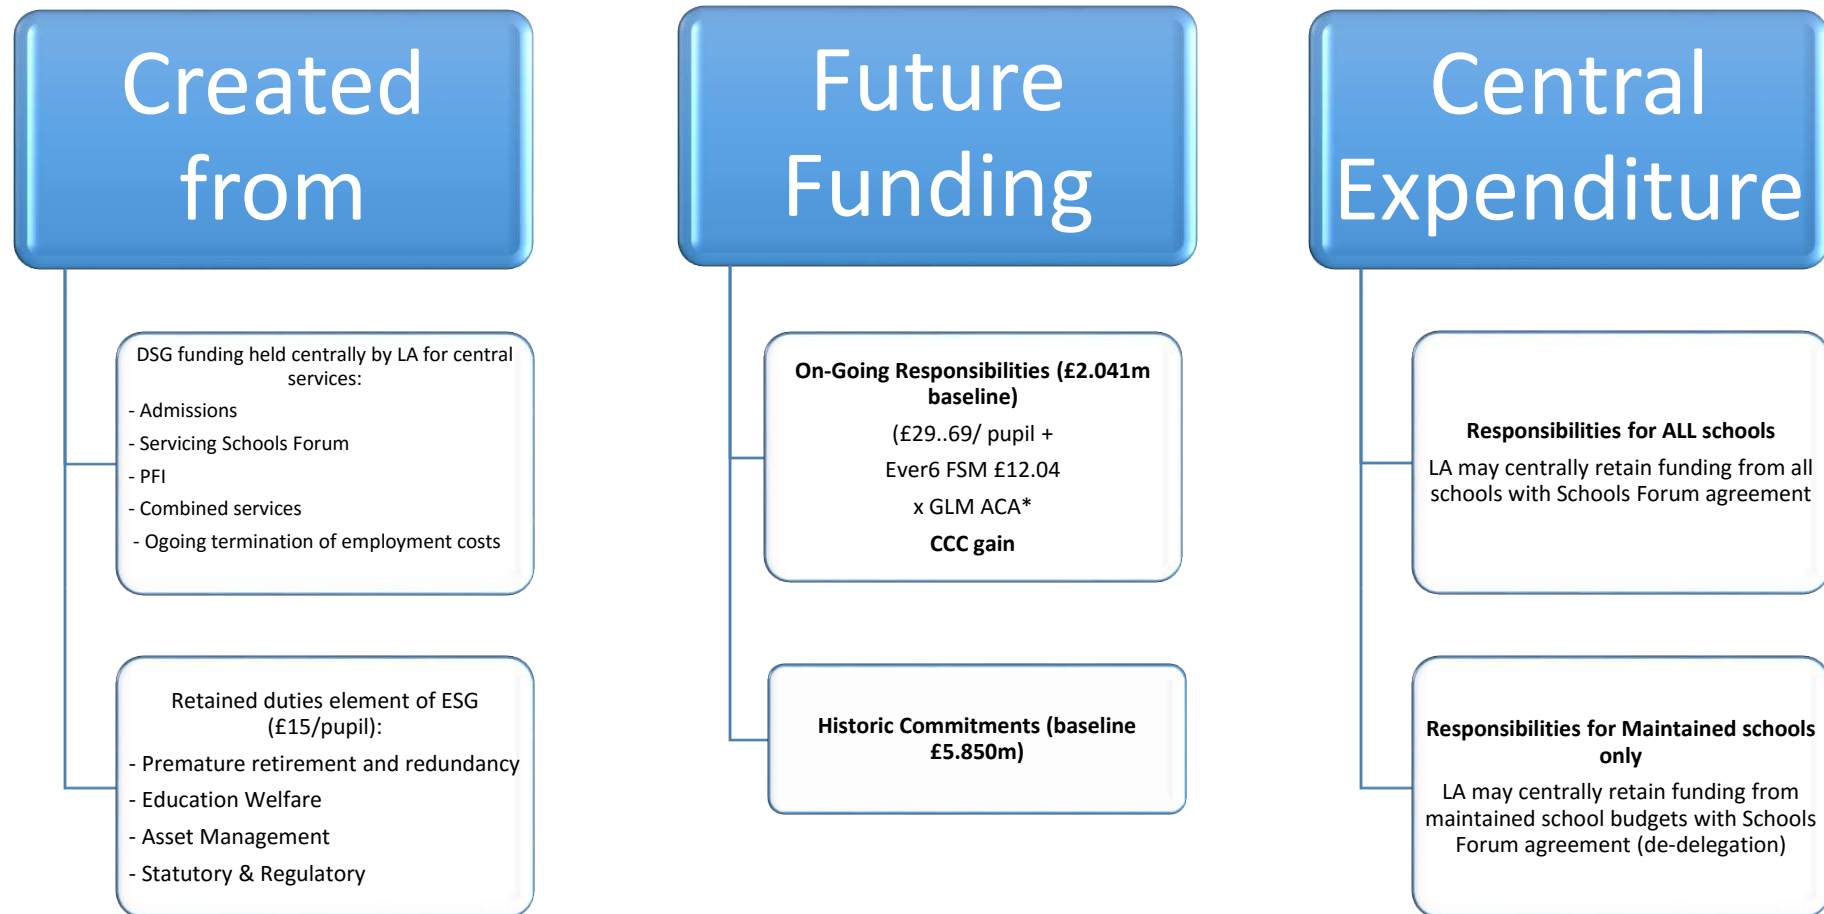 Created
from
DSG funding held centrally by LA for central
services:
- Admissions
- Servicing Schools Forum
- PFI
- Combined services
- Ogoing termination of employment costs
Retained duties element of ESG
(£15/pupil):
- Premature retirement and redundancy
- Education Welfare
- Asset Management
- Statutory & Regulatory
Future
Funding
On-Going Responsibilities (£2.041m
baseline)
(£29..69/ pupil +
Ever6 FSM £12.04
x GLM ACA*
CCC gain
Historic Commitments (baseline
£5.850m)
Central
Expenditure
Responsibilities for ALL schools
LA may centrally retain funding from all
schools with Schools Forum agreement
Responsibilities for Maintained schools
only
LA may centrally retain funding from
maintained school budgets with Schools
Forum agreement (de-delegation)